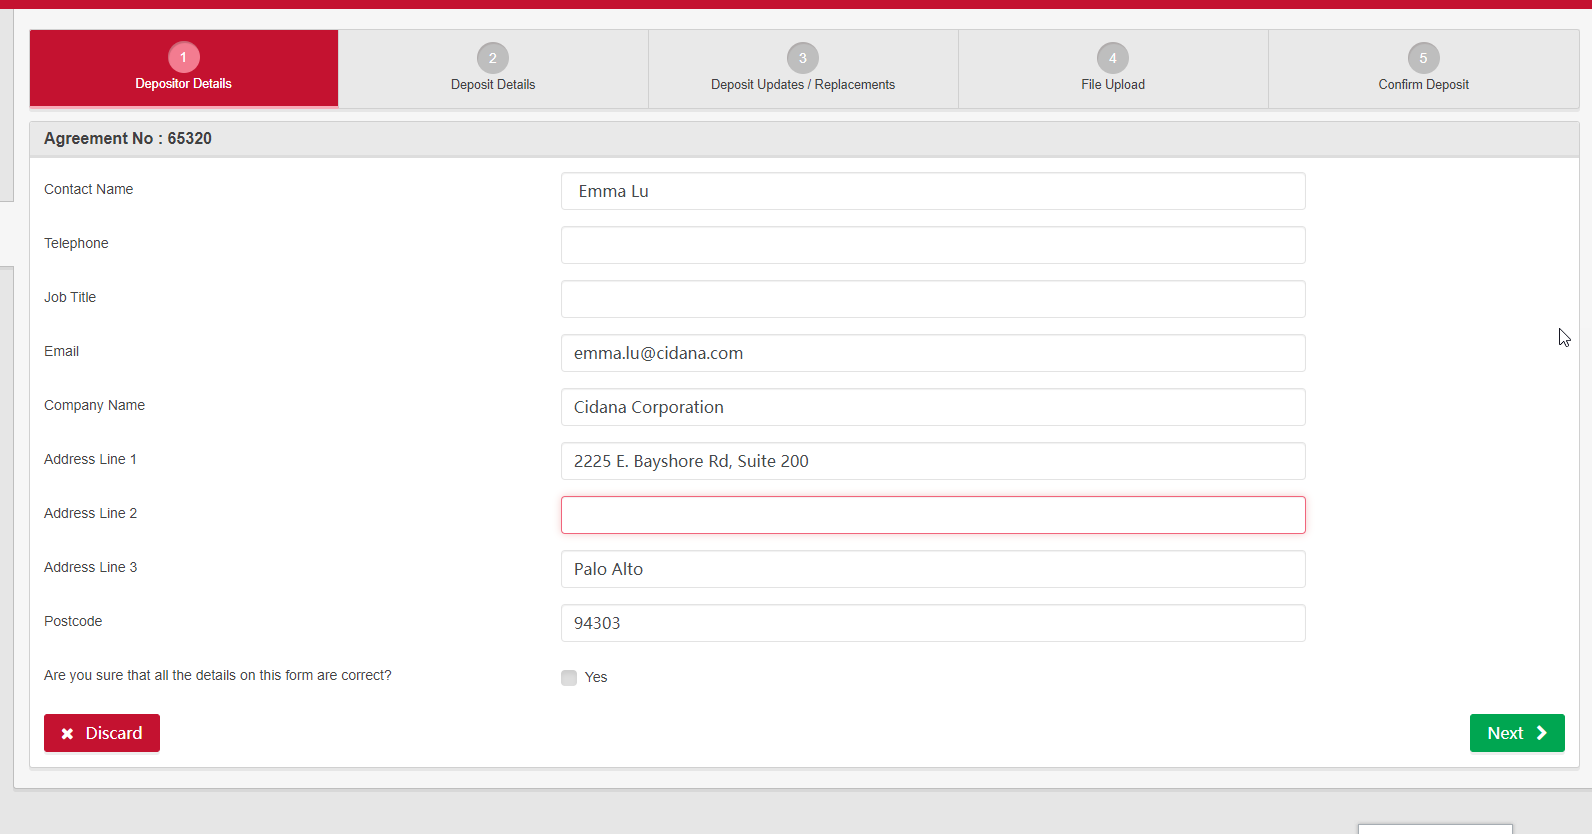 1
Depositor Details
2
Deposit Details
3
Deposit Updates / Replacements
4
File Upload
5
Confirm Deposit
Agreement No : 65320
Contact Name
Emma Lu
Telephone
Job Title
Email
emma.lu@cidana.com
Company Name
Cidana Corporation
Address Line 1
2225 E. Bayshore Rd, Suite 200
Address Line 2
Address Line 3
Palo Alto
Postcode
94303
Are you sure that all the details on this form are correct?
Yes
Discard
Next